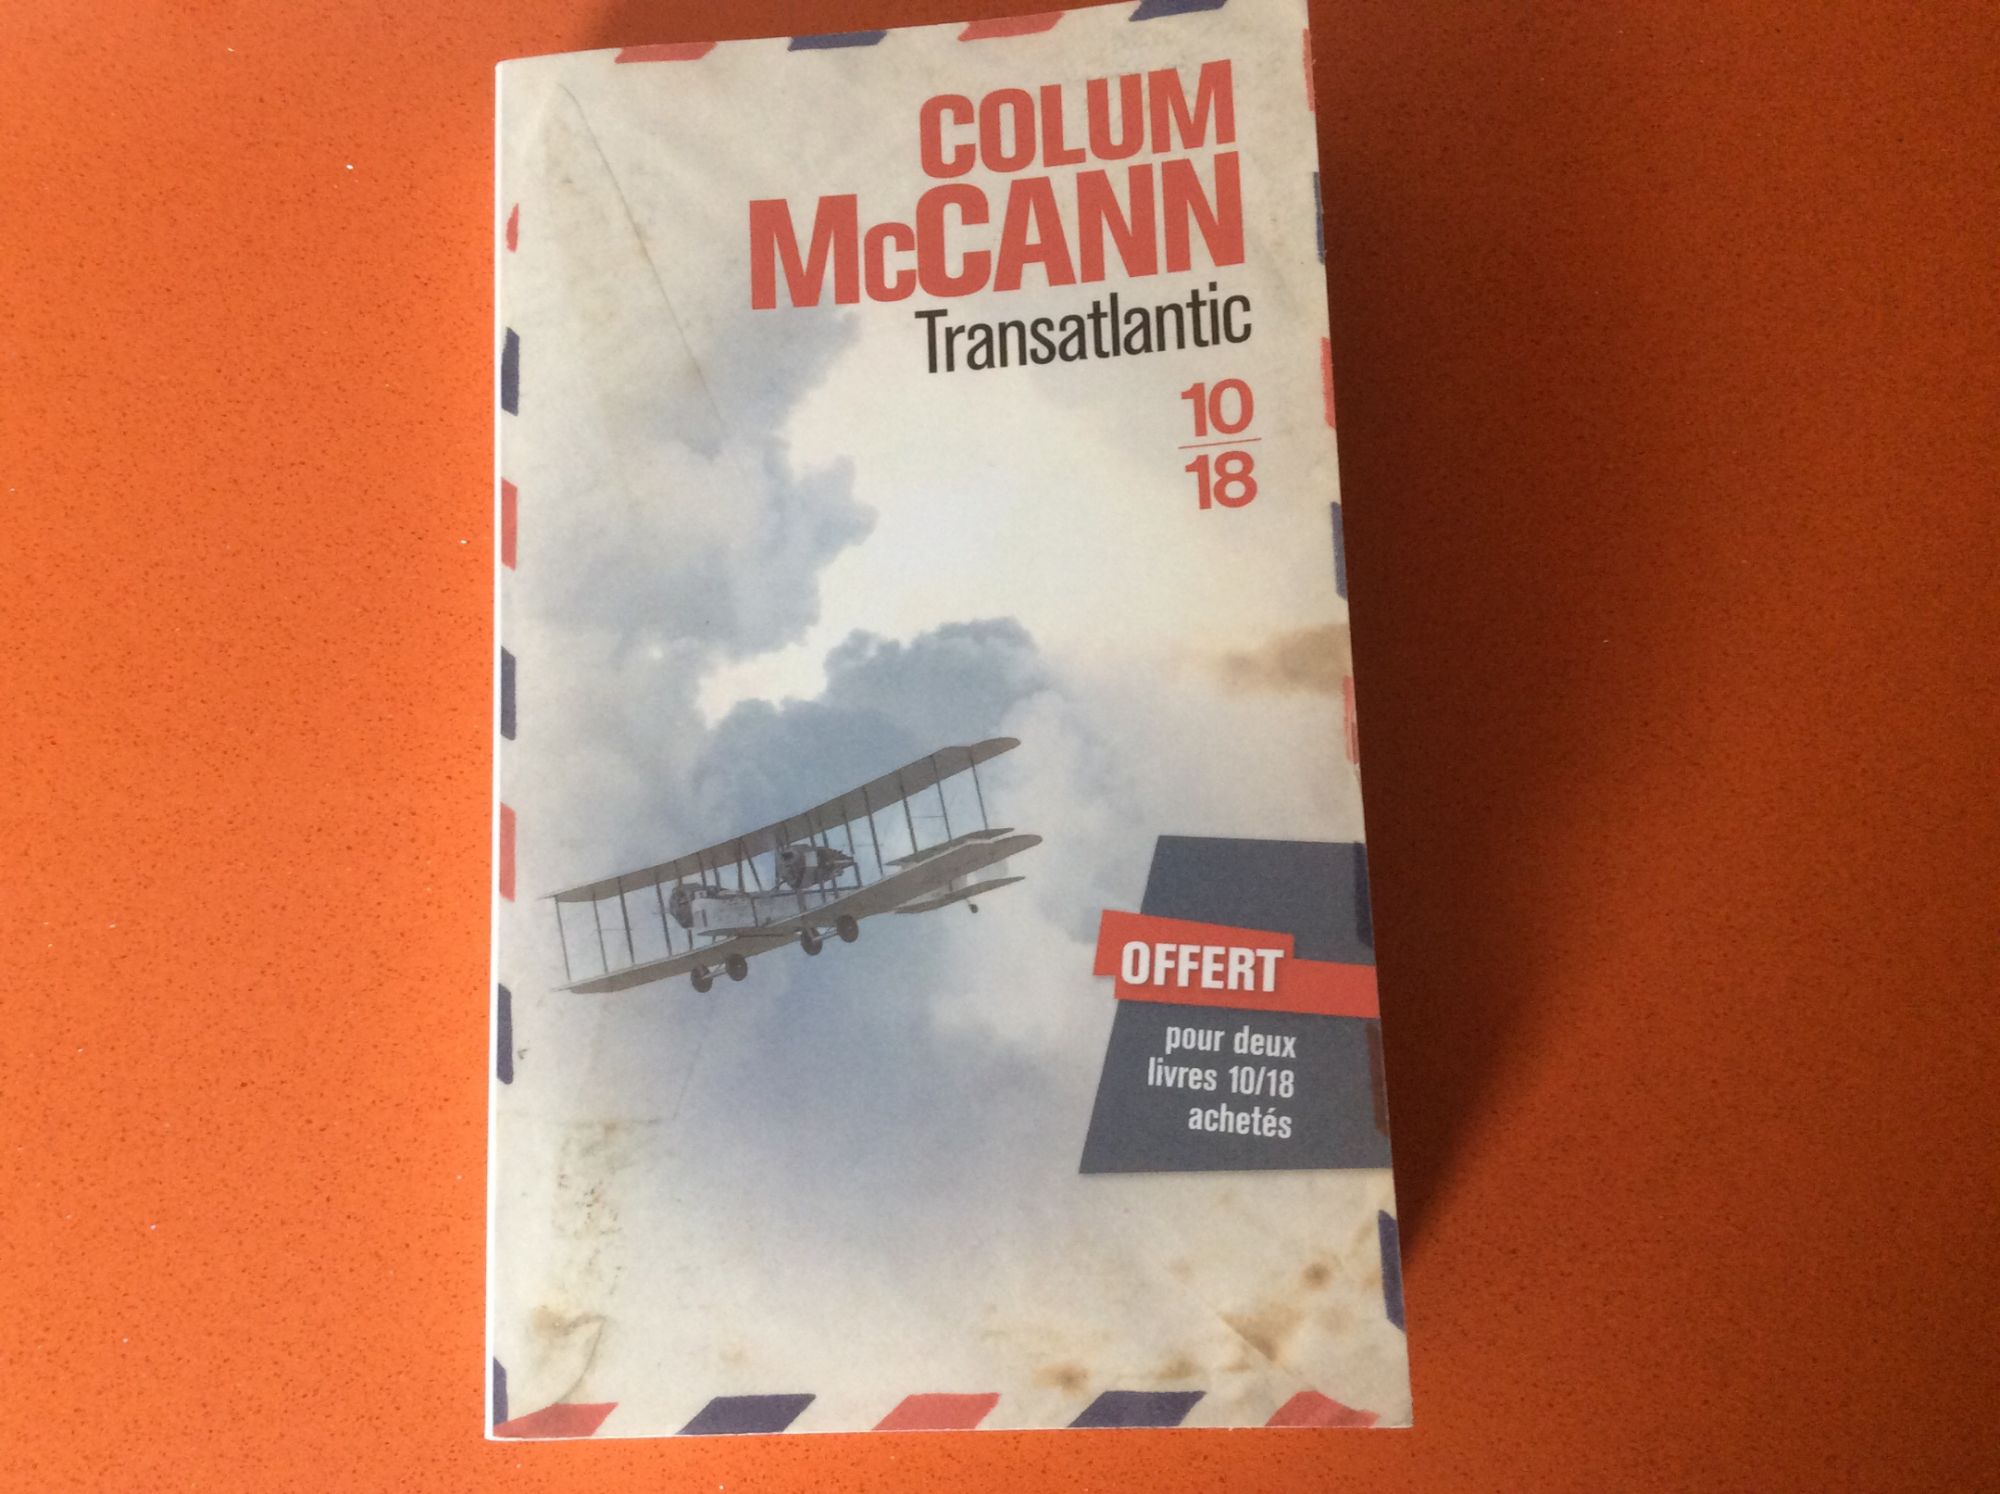 COLUM
McCANN
Transatlantic
10
18
OFFERT
pour deux
livres 10/18
achetés